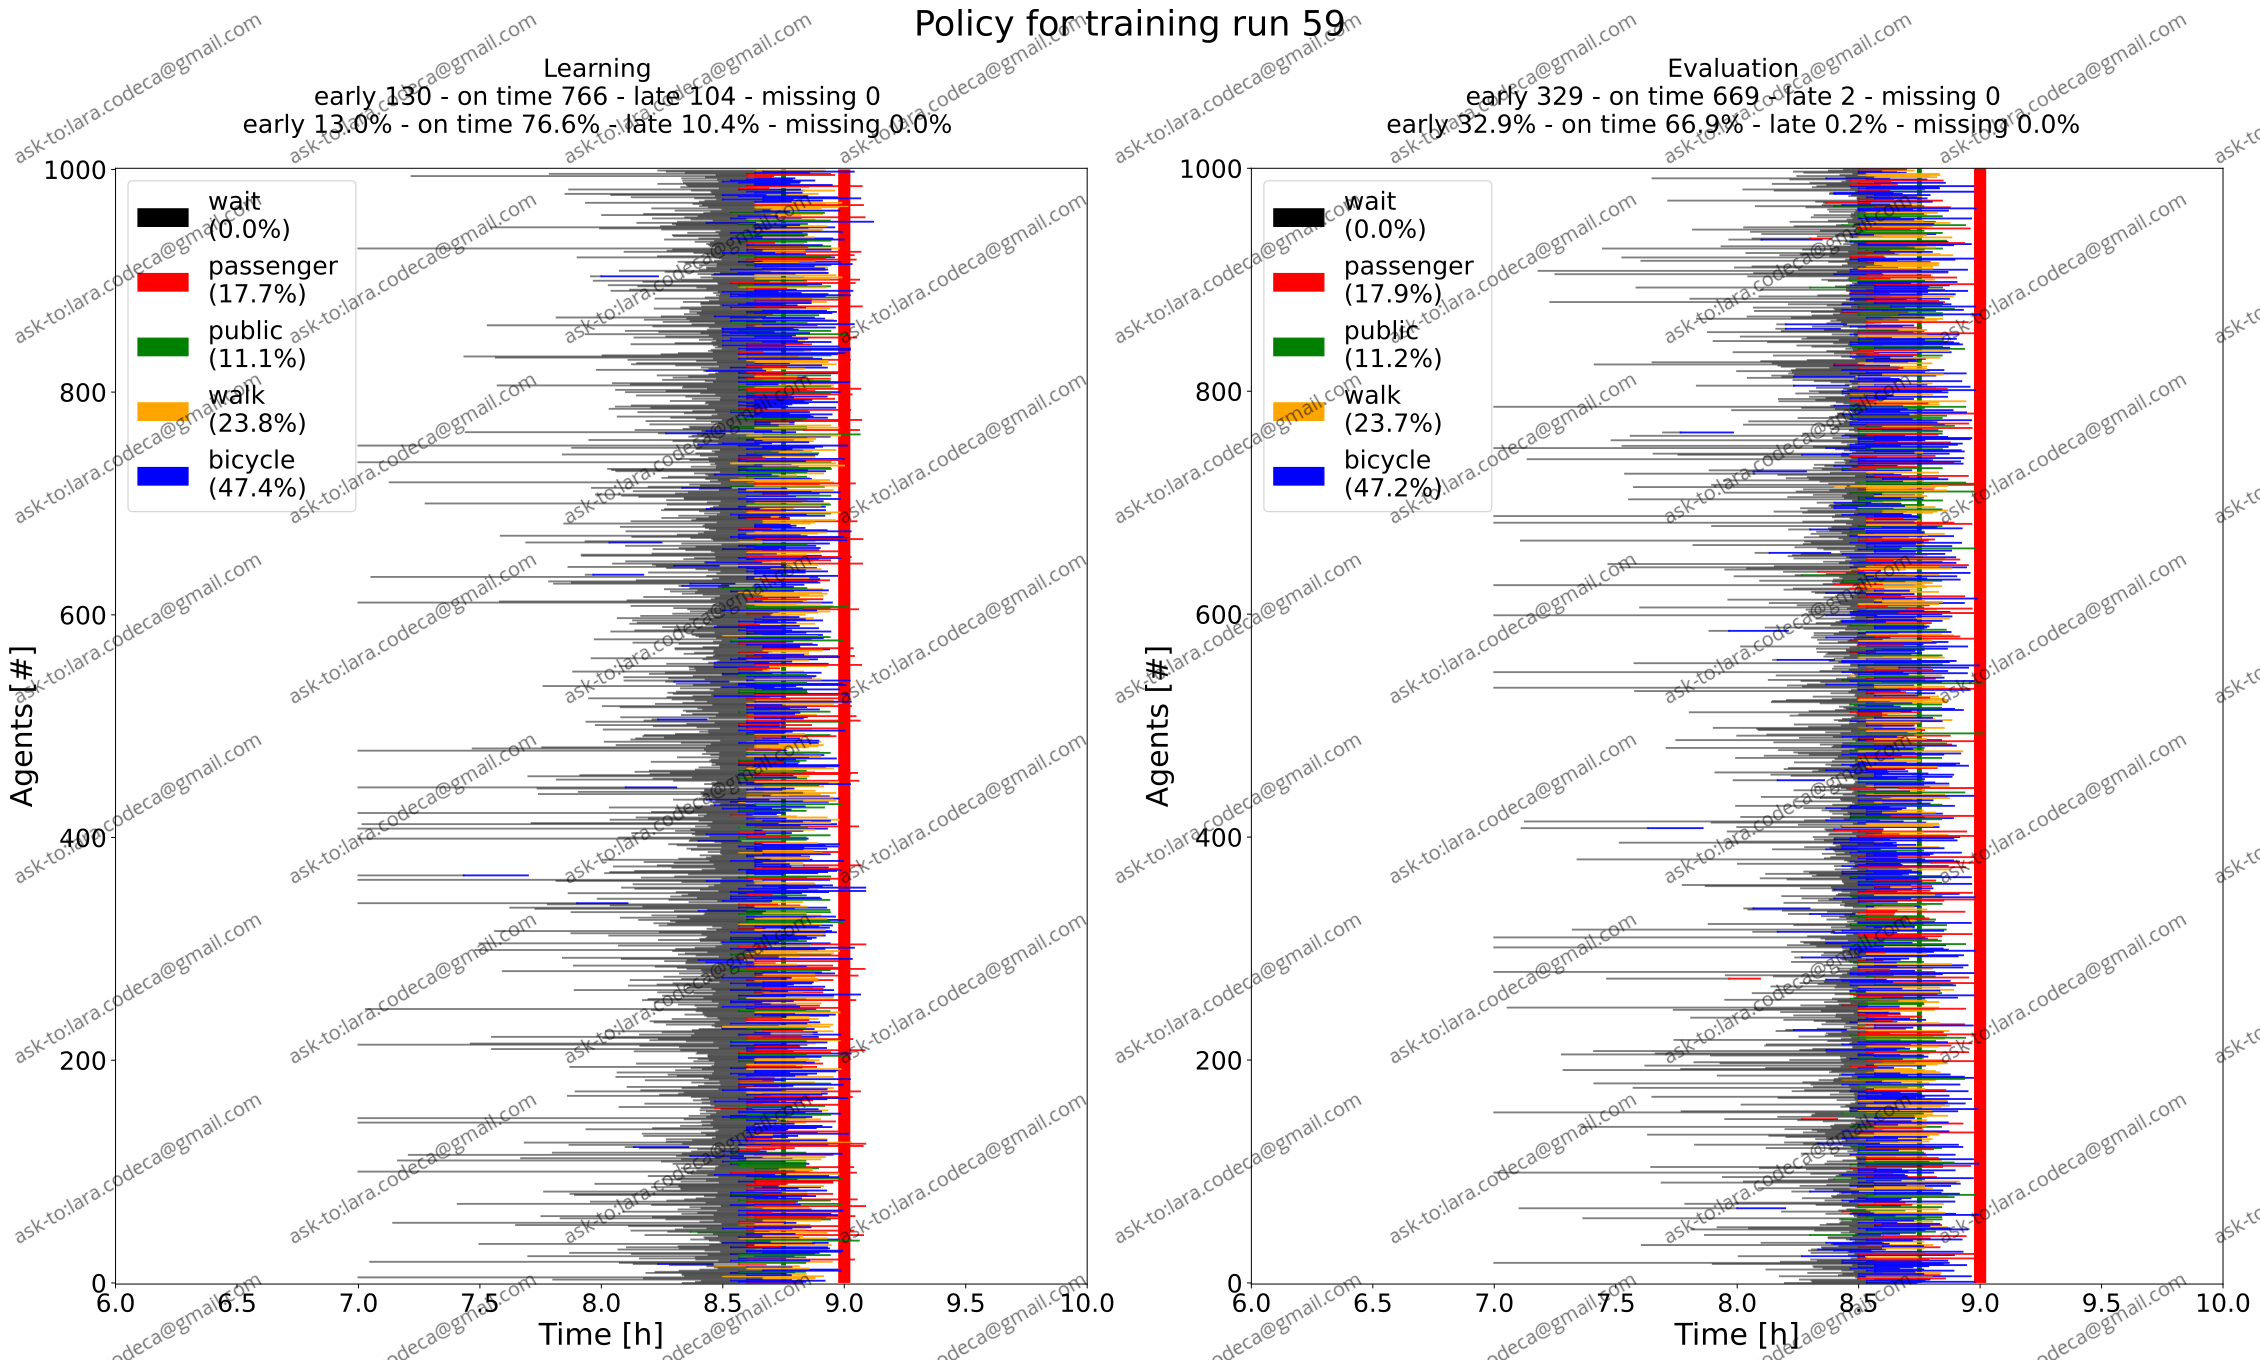 Policy for training run 59
Learning
early 130 - on time 766 - late 104 - missing 0
early 13.0% - on time 76.6% - late 10.4% - missing 0.0%
1000
800
600
400
200
0
Agents [#]
wait
(0.0%)
passenger
(17.7%)
public
(11.1%)
walk
(23.8%)
bicycle
(47.4%)
6.0 6.5 7.0 7.5 8.0 8.5 9.0 9.5 10.0
Time [h]
Evaluation
early 329 - on time 669 - late 2 - missing 0
early 32.9% - on time 66.9% - late 0.2% - missing 0.0%
1000
800
600
400
200
0
Agents [#]
wait
(0.0%)
passenger
(17.9%)
public
(11.2%)
walk
(23.7%)
bicycle
(47.2%)
6.0 6.5 7.0 7.5 8.0 8.5 9.0 9.5 10.0
Time [h]
ask-to:lara.codeca@gmail.com